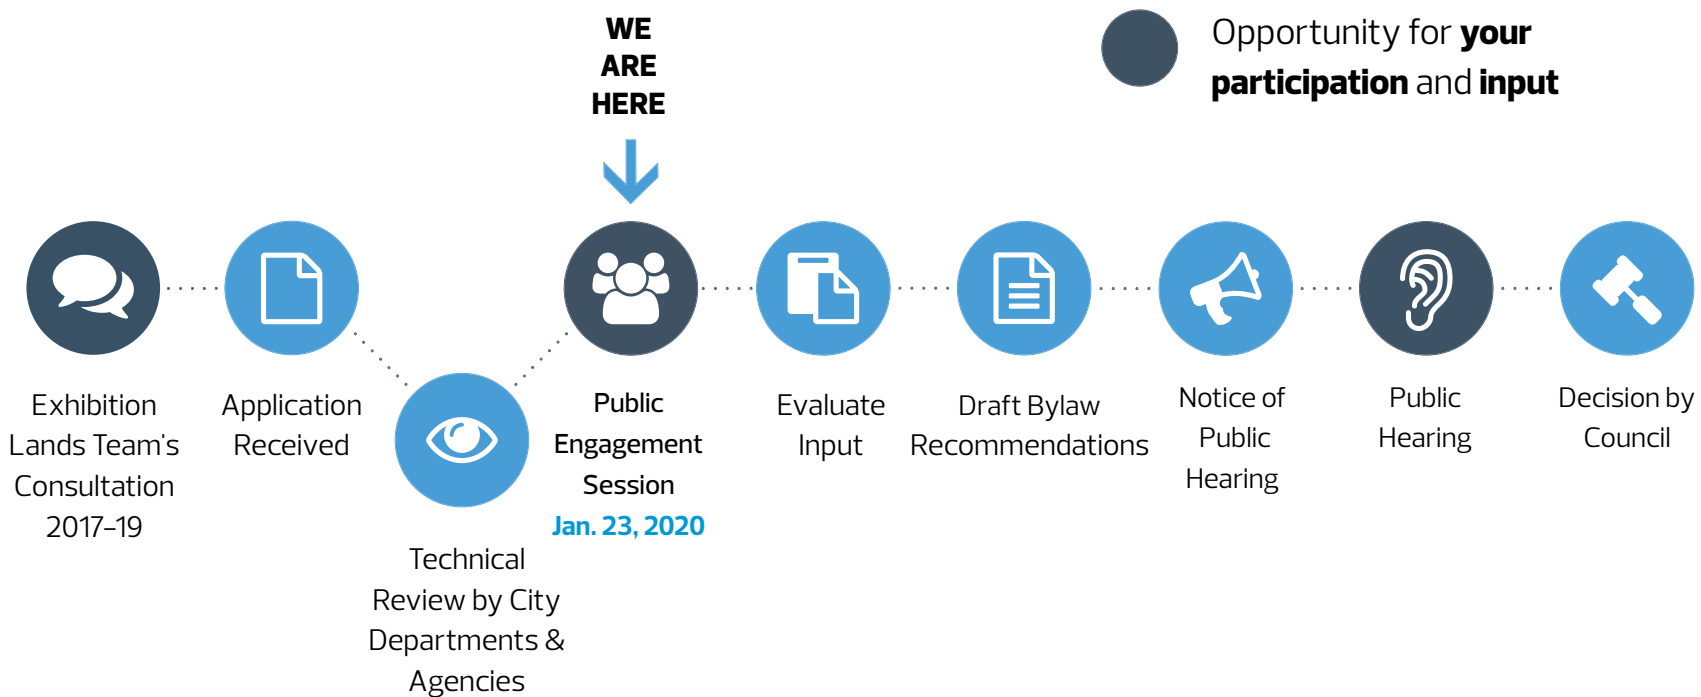 WE
ARE
HERE
Opportunity for your
participation and input
Exhibition
Lands Team's
Consultation
2017–19
Application
Received
Technical
Review by City
Departments &
Agencies
Public
Engagement
Session
Jan. 23, 2020
Evaluate
Input
Draft Bylaw
Recommendations
Notice of
Public
Hearing
Public
Hearing
Decision by
Council